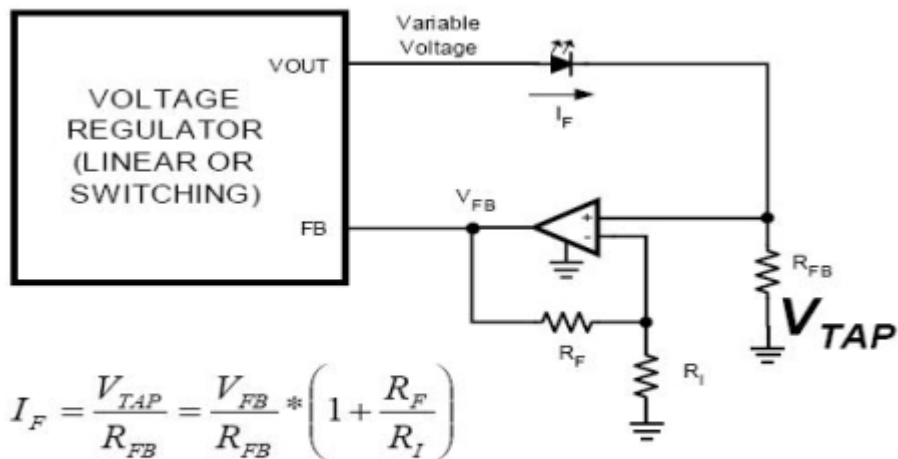 Variable
Voltage
VOUT
VOLTAGE
REGULATOR
(LINEAR OR
SWITCHING)
I_F
V_FB
FB
+
-
R_FB
V_TAP
R_F
R_I
I_F = V_TAP / R_FB = V_FB / R_FB * (1 + R_F / R_I)